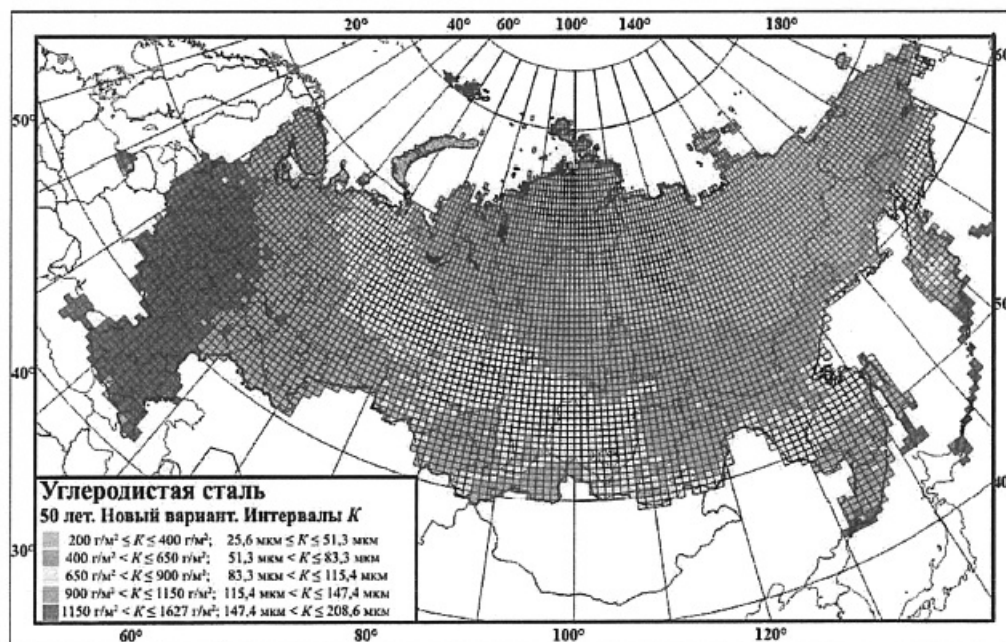 20° 40° 60° 100° 140° 180°
60
50°
50
40°
40
30°
Углеродистая сталь
50 лет. Новый вариант. Интервалы K
200 г/м² ≤ K ≤ 400 г/м²; 25,6 мкм ≤ K ≤ 51,3 мкм
400 г/м² < K ≤ 650 г/м²; 51,3 мкм < K ≤ 83,3 мкм
650 г/м² < K ≤ 900 г/м²; 83,3 мкм < K ≤ 115,4 мкм
900 г/м² < K ≤ 1150 г/м²; 115,4 мкм < K ≤ 147,4 мкм
1150 г/м² < K ≤ 1627 г/м²; 147,4 мкм < K ≤ 208,6 мкм
60° 80° 100° 120°